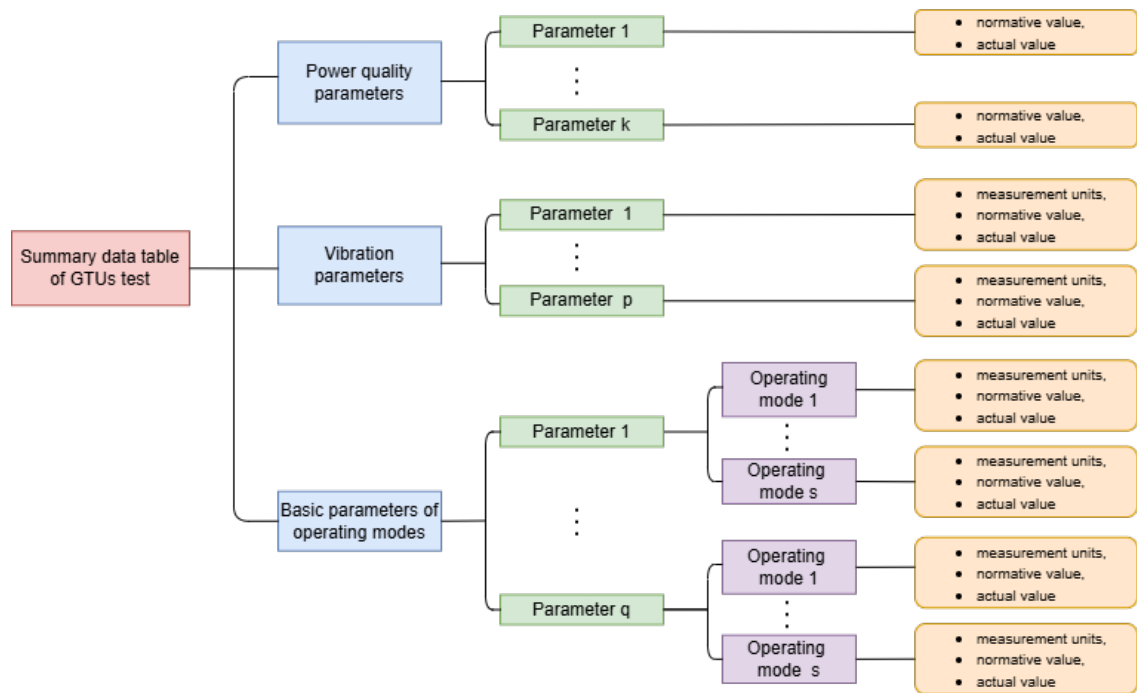 Summary data table
of GTUs test
Power quality
parameters
Parameter 1
• normative value,
• actual value
⋮
Parameter k
• normative value,
• actual value
Vibration
parameters
Parameter 1
• measurement units,
• normative value,
• actual value
⋮
Parameter p
• measurement units,
• normative value,
• actual value
Basic parameters of
operating modes
Parameter 1
Operating
mode 1
• measurement units,
• normative value,
• actual value
⋮
Operating
mode s
• measurement units,
• normative value,
• actual value
⋮
Parameter q
Operating
mode 1
• measurement units,
• normative value,
• actual value
⋮
Operating
mode s
• measurement units,
• normative value,
• actual value